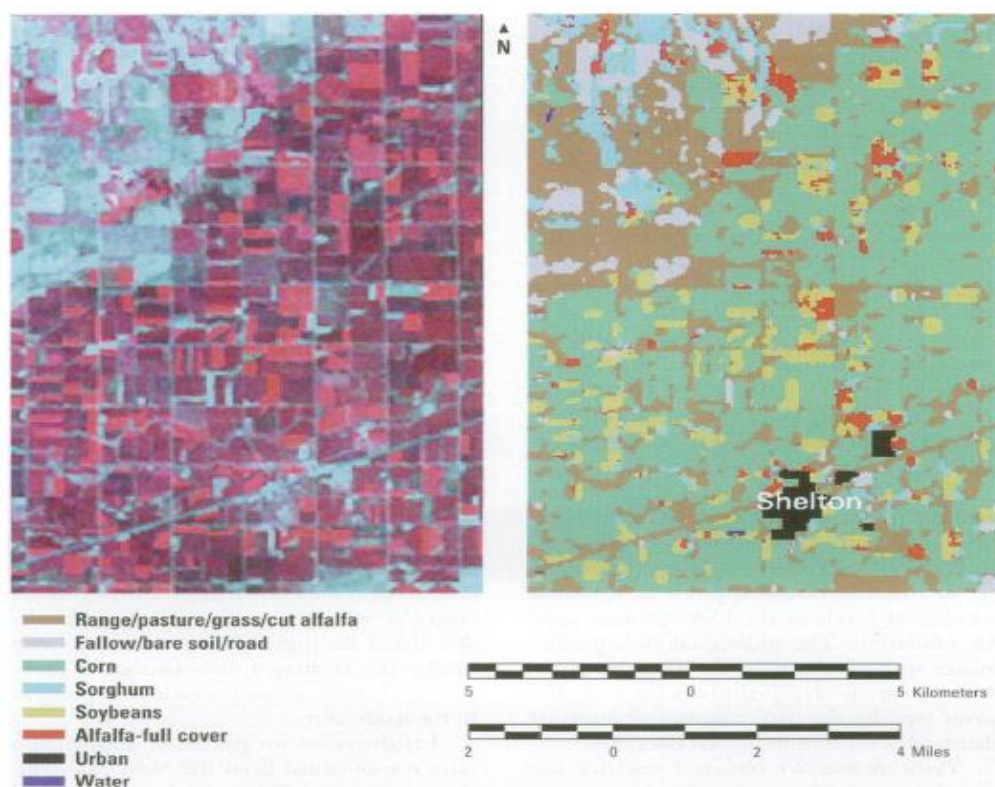 ▲
N
Shelton
Range/pasture/grass/cut alfalfa
Fallow/bare soil/road
Corn
Sorghum
Soybeans
Alfalfa-full cover
Urban
Water
5 0 5 Kilometers
2 0 2 4 Miles